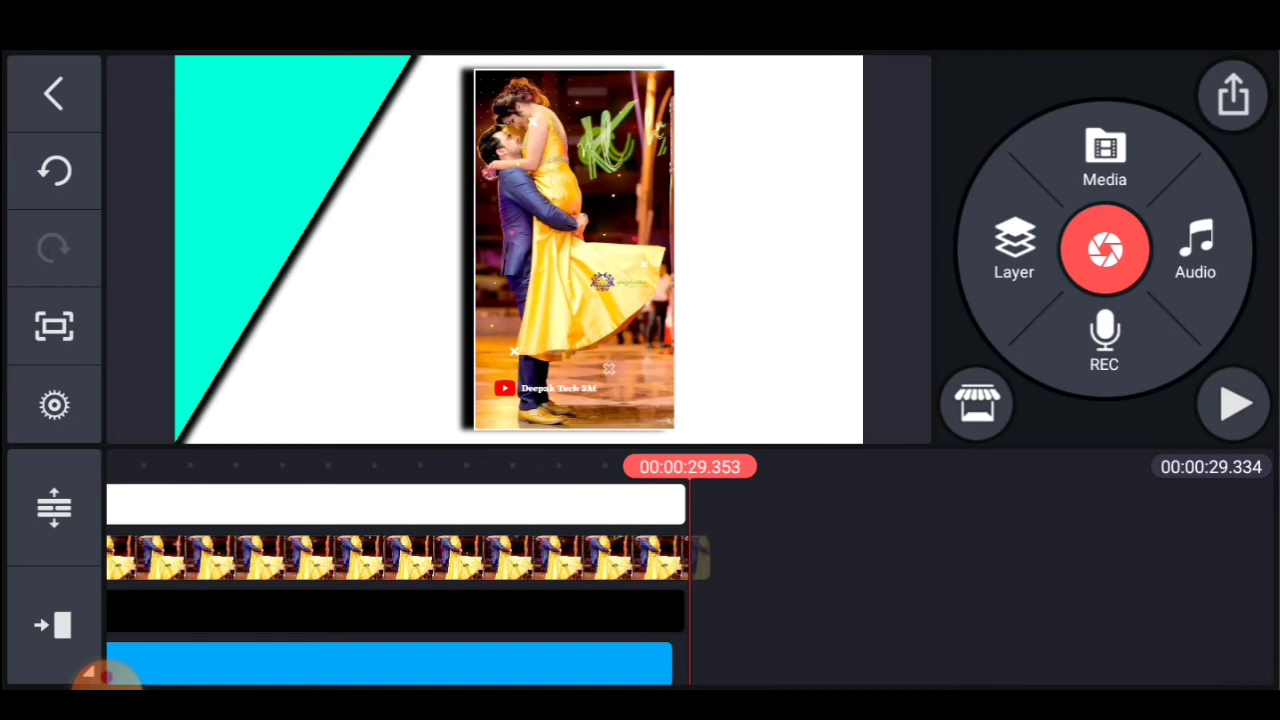 Media
Layer
Audio
REC
Deepak Tech 2M
00:00:29.353
00:00:29.334